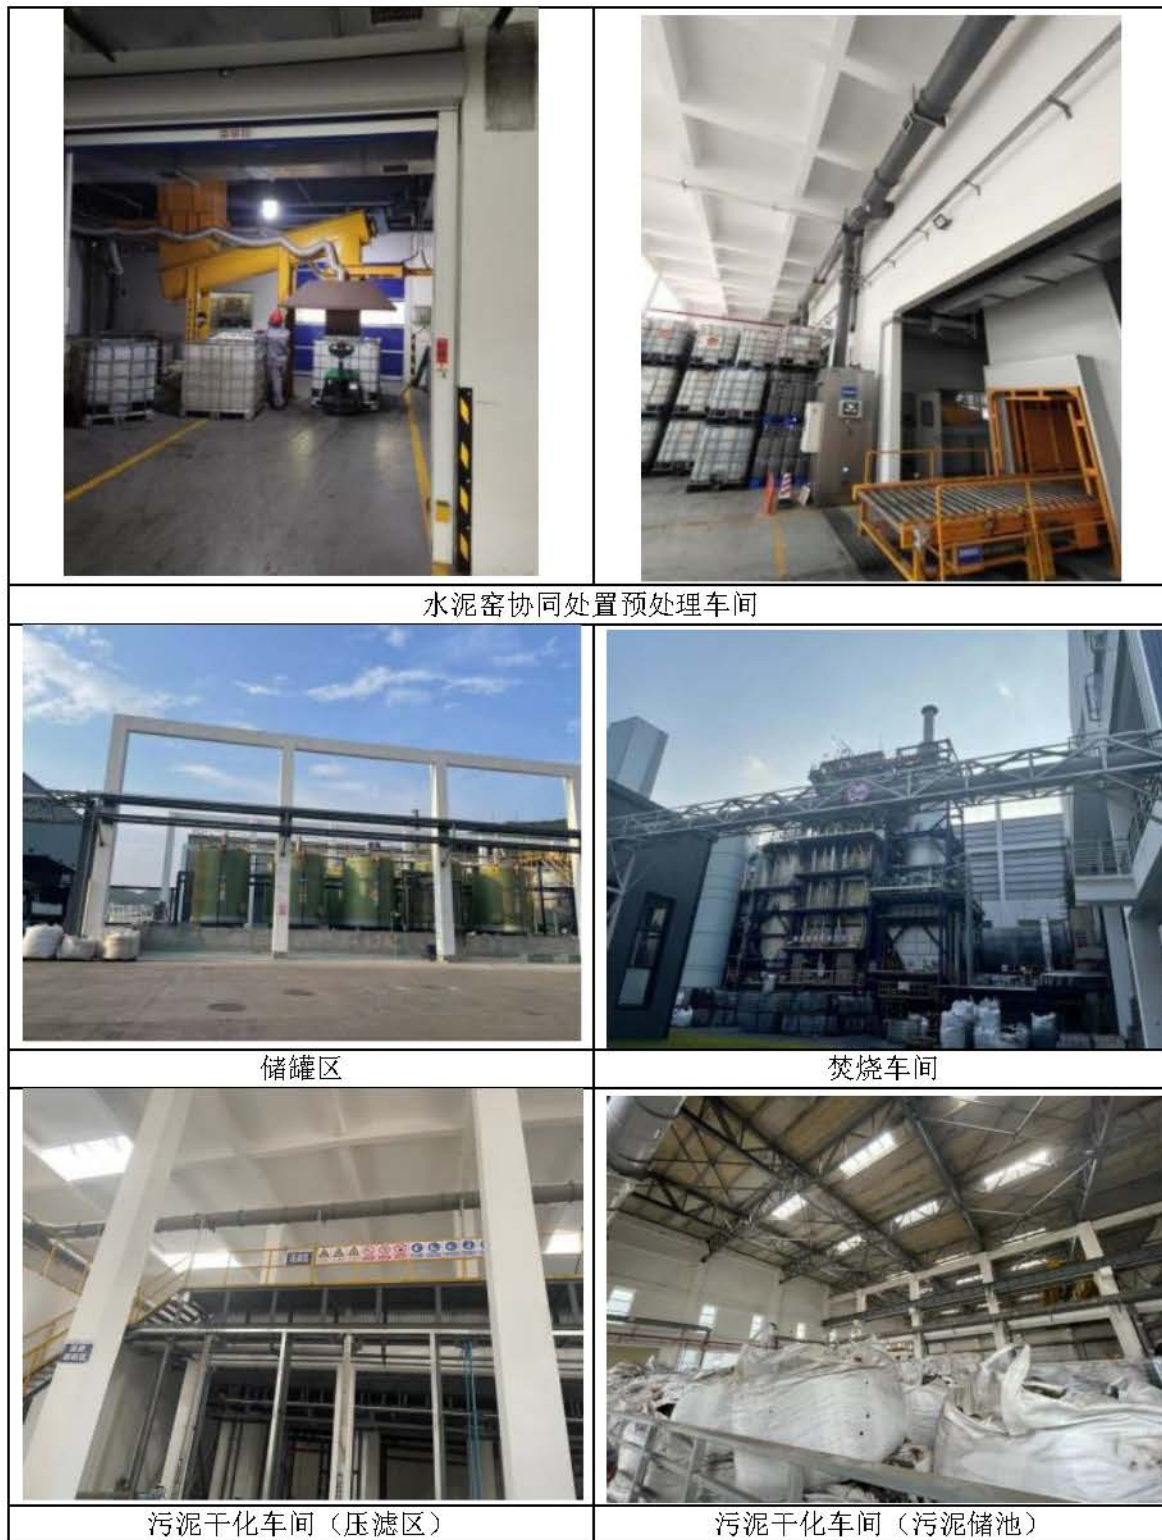 水泥窑协同处置预处理车间
储罐区
焚烧车间
污泥干化车间（压滤区）
污泥干化车间（污泥储池）